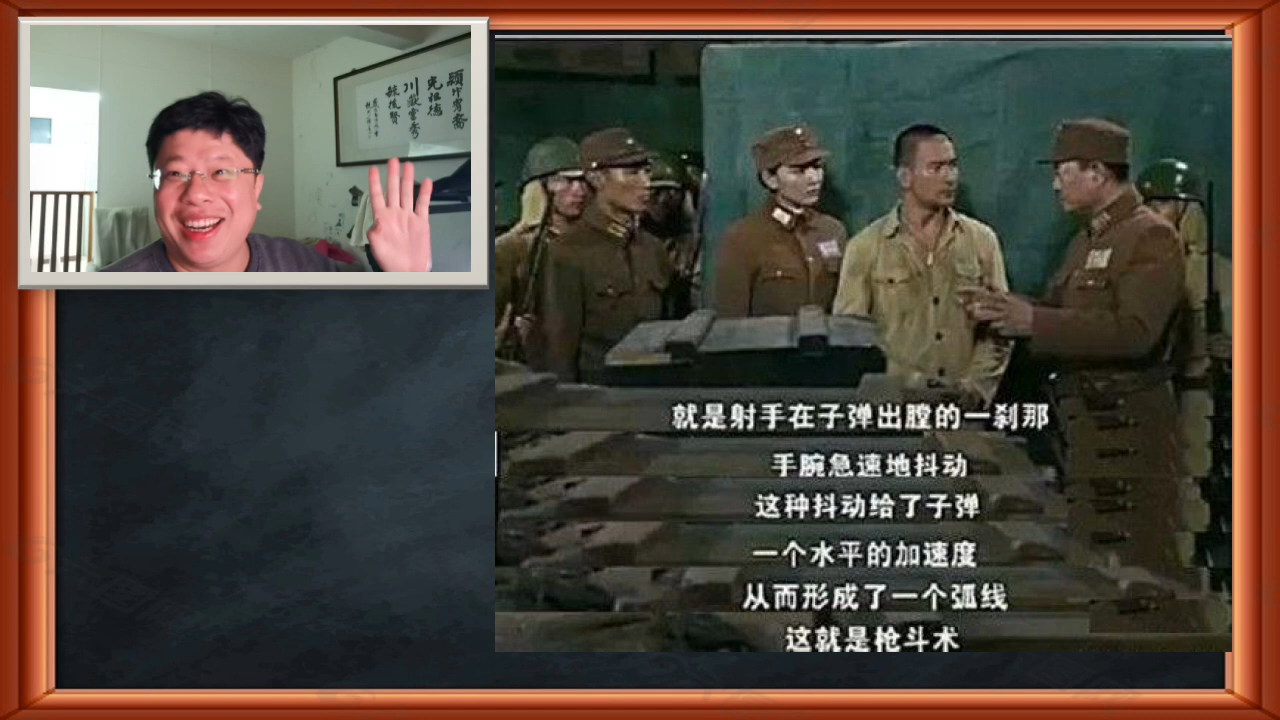 就是射手在子弹出膛的一刹那
手腕急速地抖动
这种抖动给了子弹
一个水平的加速度
从而形成了一个弧线
这就是枪斗术